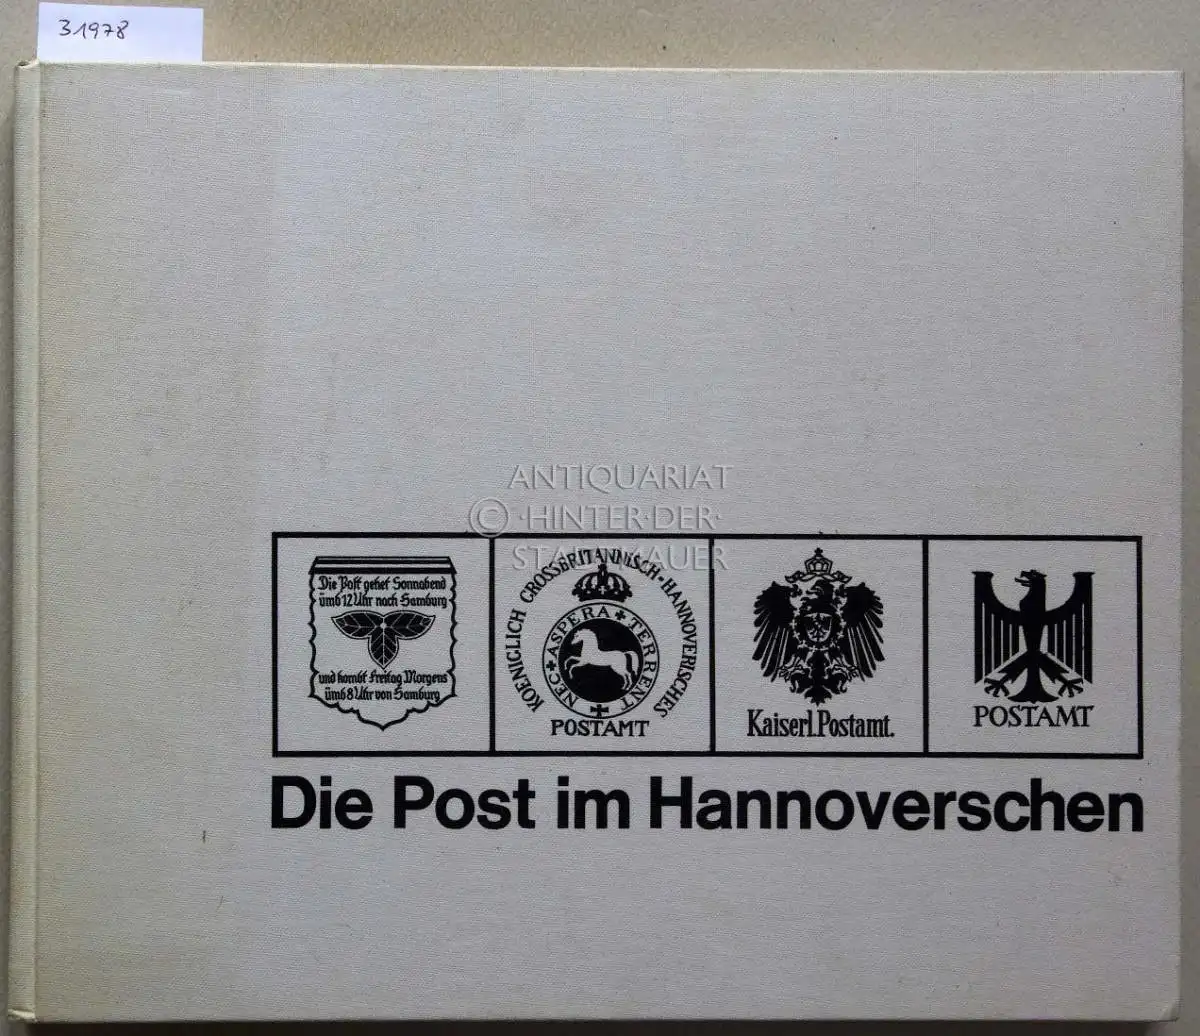 31978
ANTIQUARIAT
© ·HINTER·DER·
STADTMAUER
Die Post gehet Sonnabend
ümb 12 Uhr nach Hamburg
und kombt Freitag Morgens
ümb 8 Uhr von Hamburg
KOENIGLICH GROSSBRITANNISCH-HANNOVERISCHES
NEC ASPERA TERRENT
POSTAMT
Kaiserl. Postamt.
POSTAMT
Die Post im Hannoverschen